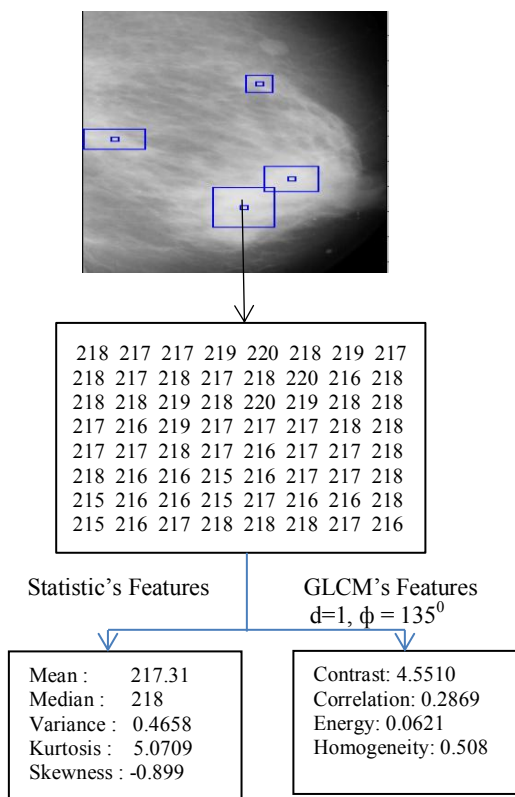 218 217 217 219 220 218 219 217
218 217 218 217 218 220 216 218
218 218 219 218 220 219 218 218
217 216 219 217 217 217 218 218
217 217 218 217 216 217 217 218
218 216 216 215 216 217 217 218
215 216 216 215 217 216 216 218
215 216 217 218 218 218 217 216
Statistic's Features
GLCM's Features
d=1, ϕ = 135⁰
Mean : 217.31
Median : 218
Variance : 0.4658
Kurtosis : 5.0709
Skewness : -0.899
Contrast: 4.5510
Correlation: 0.2869
Energy: 0.0621
Homogeneity: 0.508